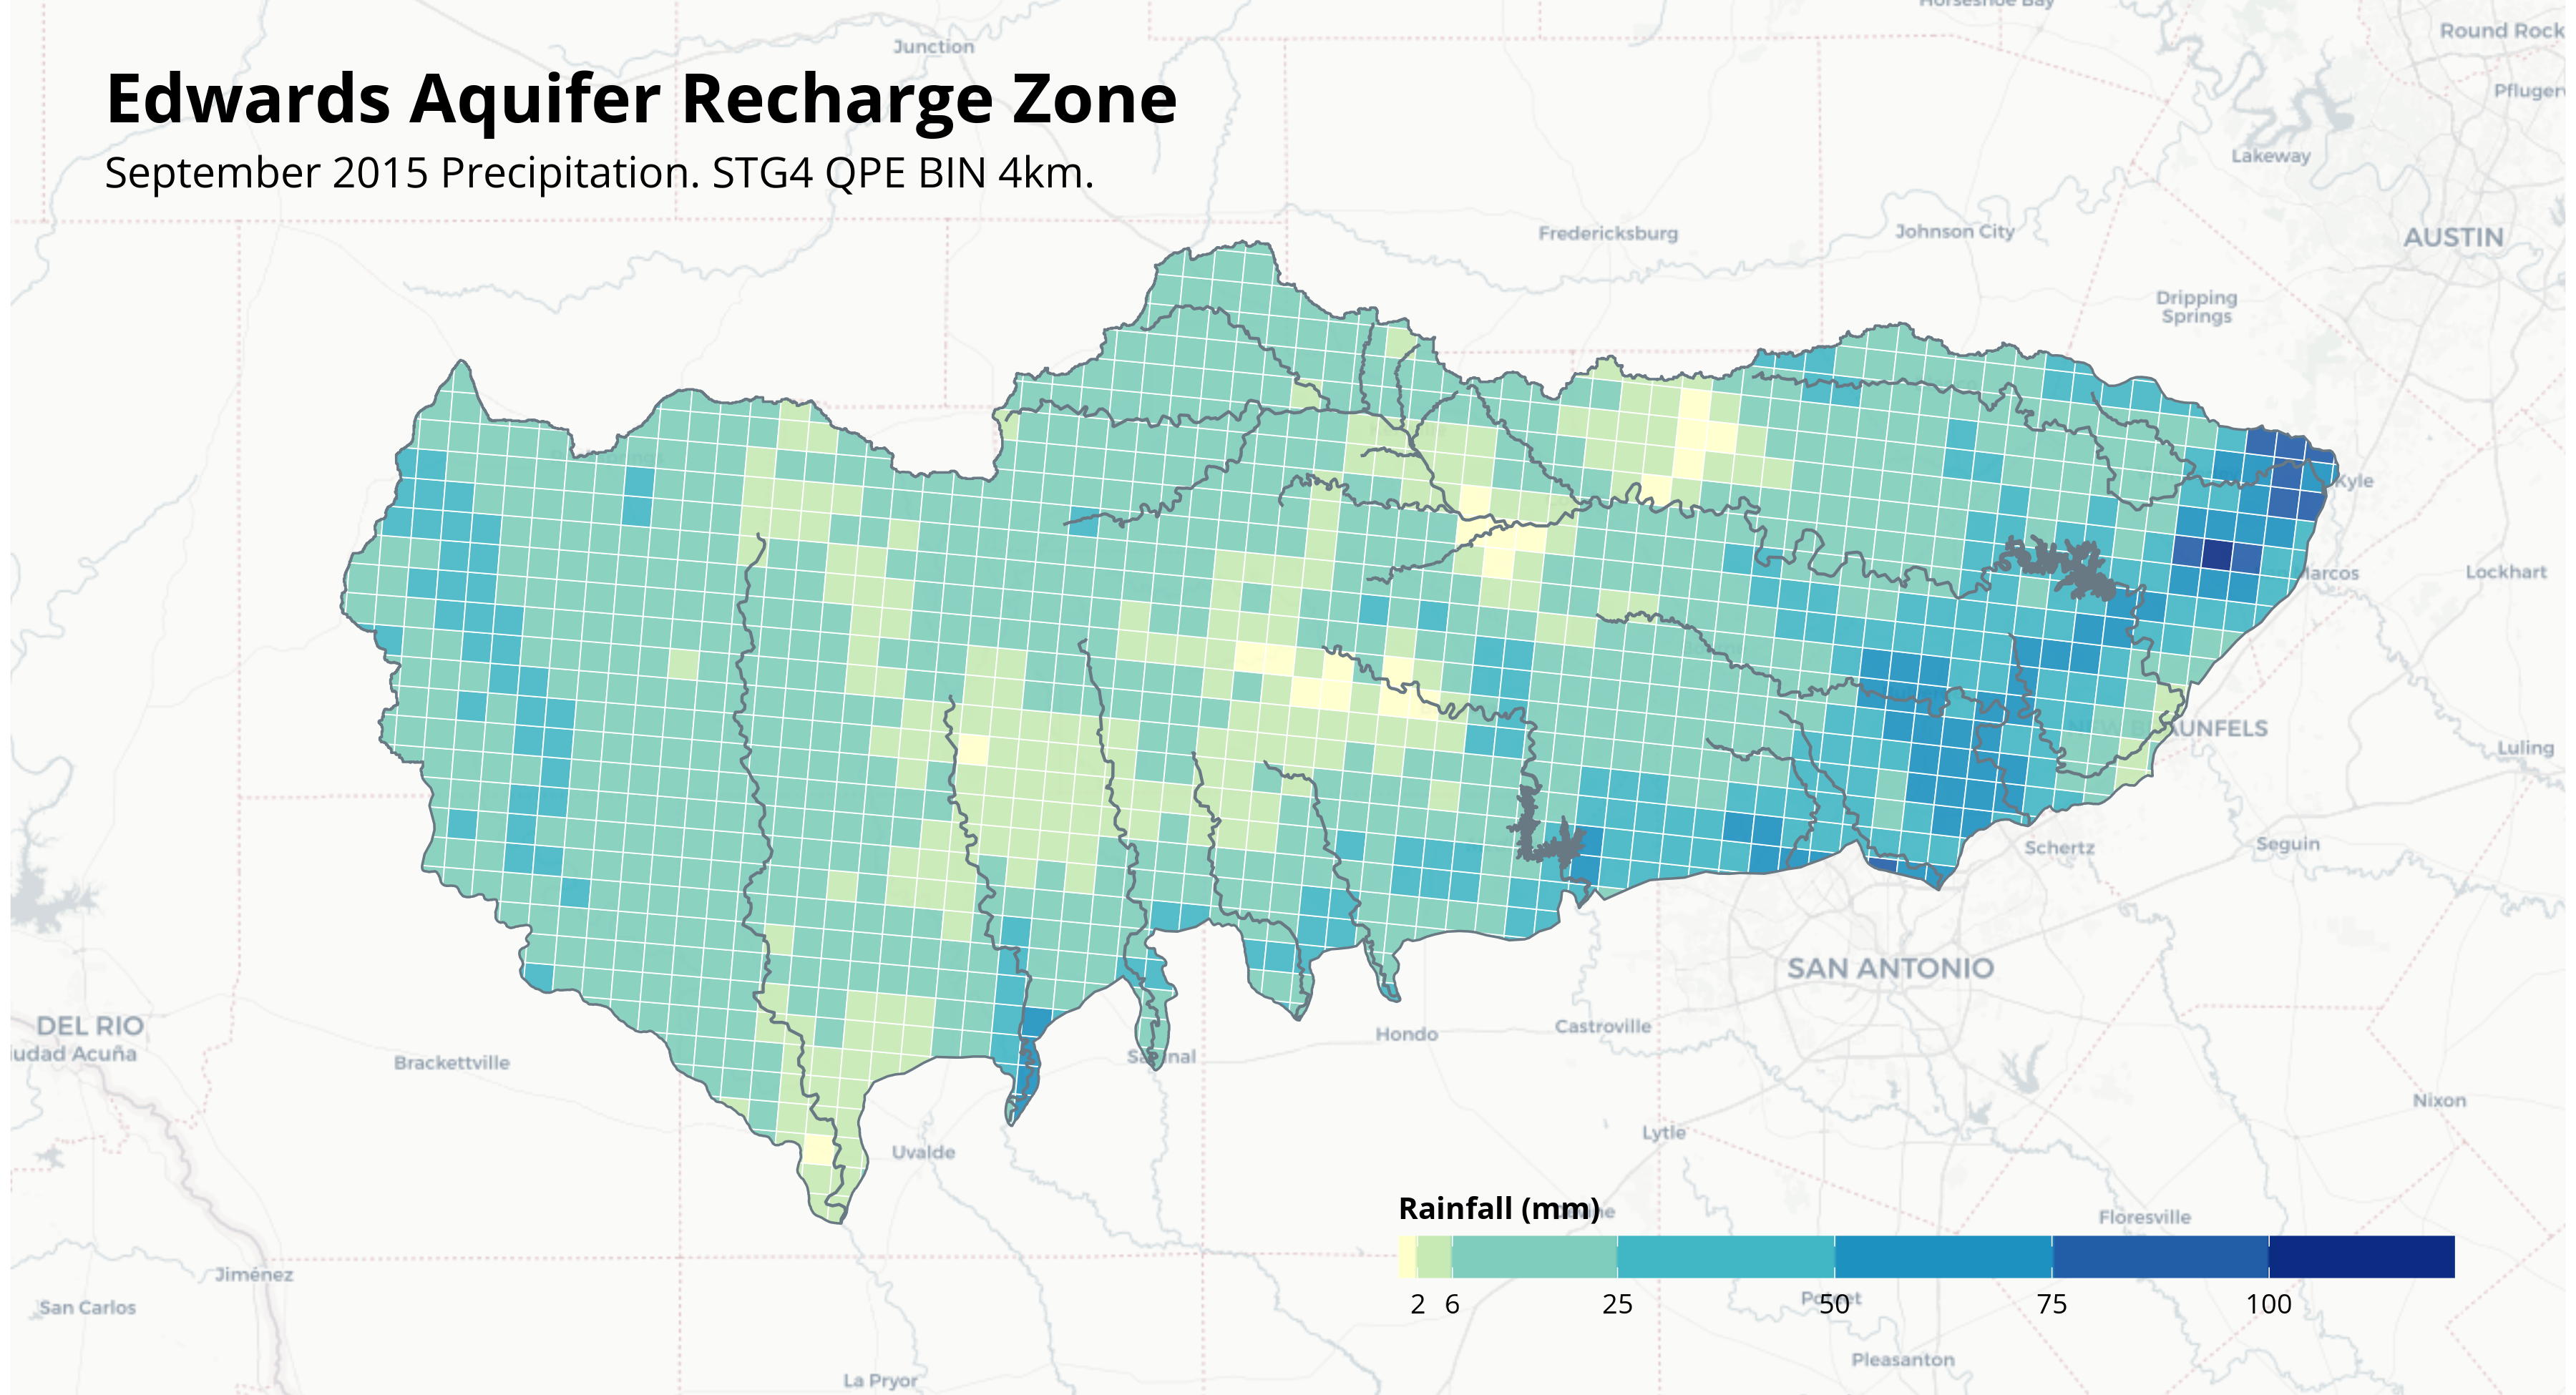 Horseshoe Bay
Round Rock
Junction
Edwards Aquifer Recharge Zone
September 2015 Precipitation. STG4 QPE BIN 4km.
Lakeway
Fredericksburg
Johnson City
AUSTIN
Dripping
Springs
Kyle
Marcos
Lockhart
NEW BRAUNFELS
Luling
Schertz
Seguin
SAN ANTONIO
DEL RIO
Ciudad Acuña
Brackettville
Sabinal
Hondo
Castroville
Uvalde
Lytle
Nixon
Rainfall (mm)
Floresville
2 6 25 50 75 100
Jiménez
San Carlos
Pleasanton
La Pryor